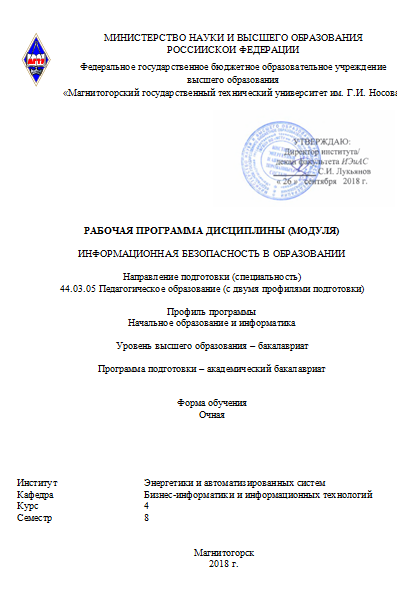 МИНИСТЕРСТВО НАУКИ И ВЫСШЕГО ОБРАЗОВАНИЯ
РОССИЙСКОЙ ФЕДЕРАЦИИ
Федеральное государственное бюджетное образовательное учреждение
высшего образования
«Магнитогорский государственный технический университет им. Г.И. Носова
УТВЕРЖДАЮ:
Директор института/
декан факультета ИЭиАС
С.И. Лукьянов
« 26 » сентября 2018 г.
РАБОЧАЯ ПРОГРАММА ДИСЦИПЛИНЫ (МОДУЛЯ)
ИНФОРМАЦИОННАЯ БЕЗОПАСНОСТЬ В ОБРАЗОВАНИИ
Направление подготовки (специальность)
44.03.05 Педагогическое образование (с двумя профилями подготовки)
Профиль программы
Начальное образование и информатика
Уровень высшего образования – бакалавриат
Программа подготовки – академический бакалавриат
Форма обучения
Очная
Институт Энергетики и автоматизированных систем
Кафедра Бизнес-информатики и информационных технологий
Курс 4
Семестр 8
Магнитогорск
2018 г.